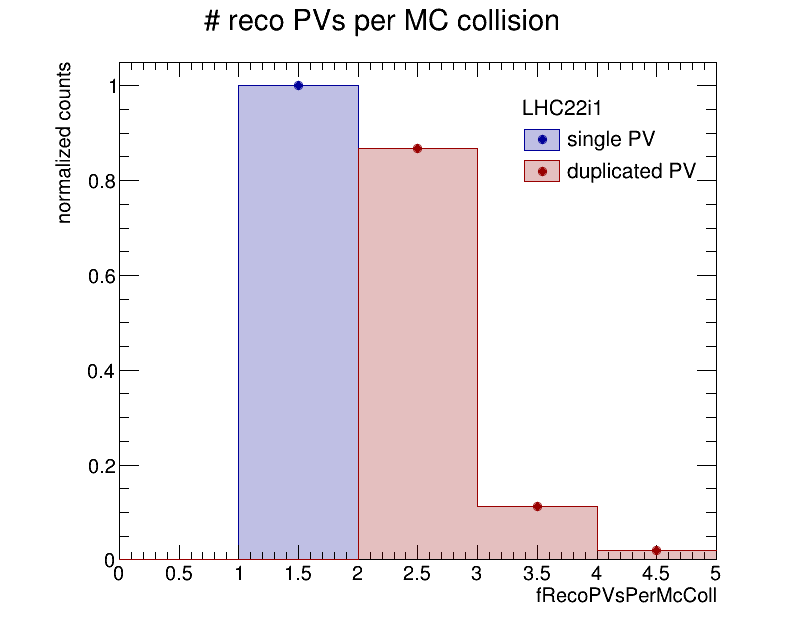 # reco PVs per MC collision
normalized counts
1
0.8
0.6
0.4
0.2
0
LHC22i1
single PV
duplicated PV
0 0.5 1 1.5 2 2.5 3 3.5 4 4.5 5
fRecoPVsPerMcColl